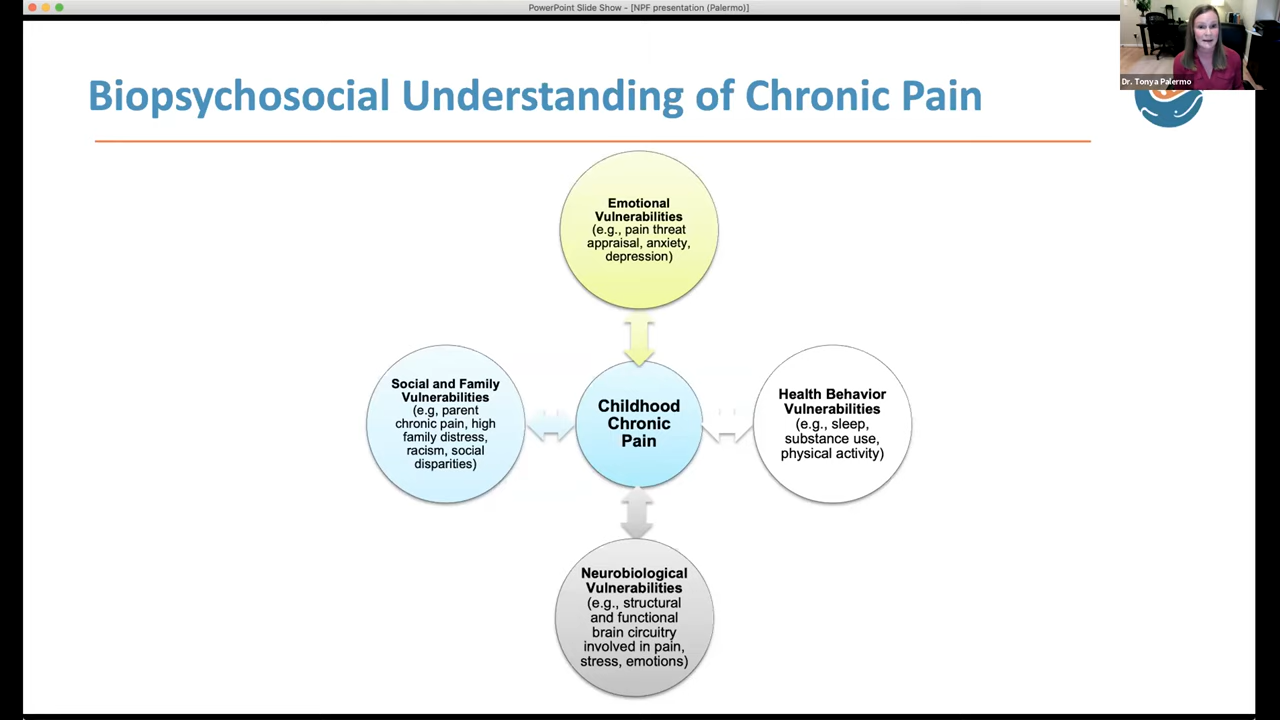 PowerPoint Slide Show - [NPF presentation (Palermo)]
Dr. Tonya Palermo
Biopsychosocial Understanding of Chronic Pain
Emotional
Vulnerabilities
(e.g., pain threat
appraisal, anxiety,
depression)
Social and Family
Vulnerabilities
(e.g, parent
chronic pain, high
family distress,
racism, social
disparities)
Childhood
Chronic
Pain
Health Behavior
Vulnerabilities
(e.g., sleep,
substance use,
physical activity)
Neurobiological
Vulnerabilities
(e.g., structural
and functional
brain circuitry
involved in pain,
stress, emotions)